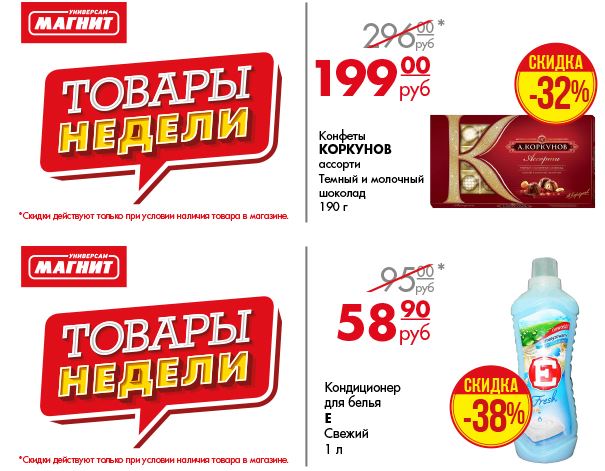 УНИВЕРСАМ
МАГНИТ
ТОВАРЫ
НЕДЕЛИ
*Скидки действуют только при условии наличия товара в магазине.
296 00 *
руб
199 00
руб
СКИДКА
-32%
Конфеты
КОРКУНОВ
ассорти
Темный и молочный
шоколад
190 г
А.КОРКУНОВ
Ассорти
УНИВЕРСАМ
МАГНИТ
ТОВАРЫ
НЕДЕЛИ
*Скидки действуют только при условии наличия товара в магазине.
95 00 *
руб
58 90
руб
Кондиционер
для белья
Е
Свежий
1 л
E
Fresh
СКИДКА
-38%